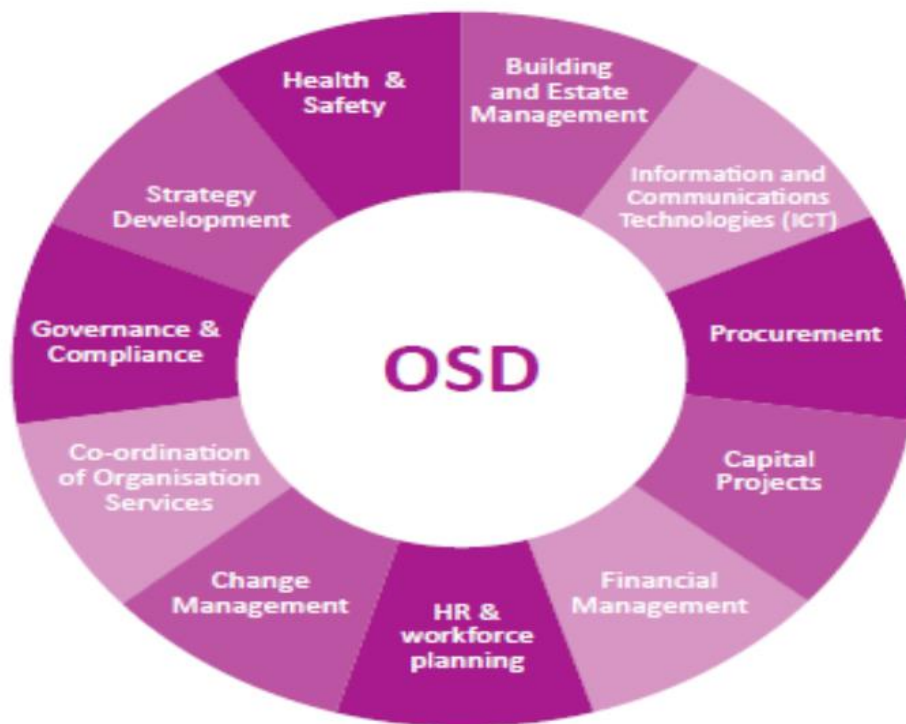 Health & 
Safety
Building
and Estate
Management
Information and
Communications
Technologies (ICT)
Procurement
Capital
Projects
Financial
Management
HR &
workforce
planning
Change
Management
Co-ordination
of Organisation
Services
Governance &
Compliance
Strategy
Development
OSD